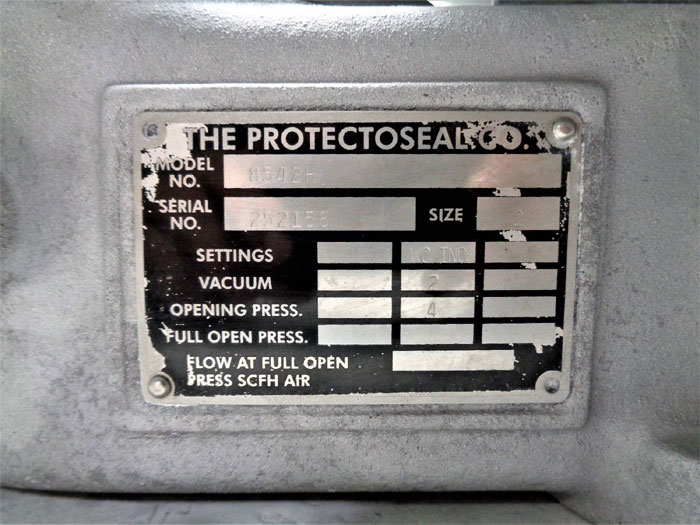 THE PROTECTOSEAL CO.
MODEL NO. 8542F
SERIAL NO. SIZE
SETTINGS
VACUUM 2
OPENING PRESS. 4
FULL OPEN PRESS.
FLOW AT FULL OPEN
PRESS SCFH AIR